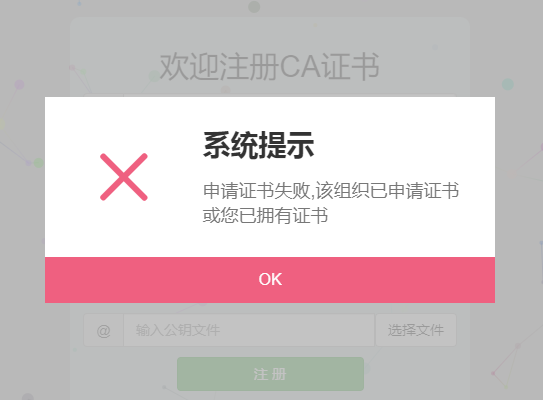 欢迎注册CA证书
系统提示
申请证书失败,该组织已申请证书
或您已拥有证书
OK
@ 输入公钥文件 选择文件
注 册